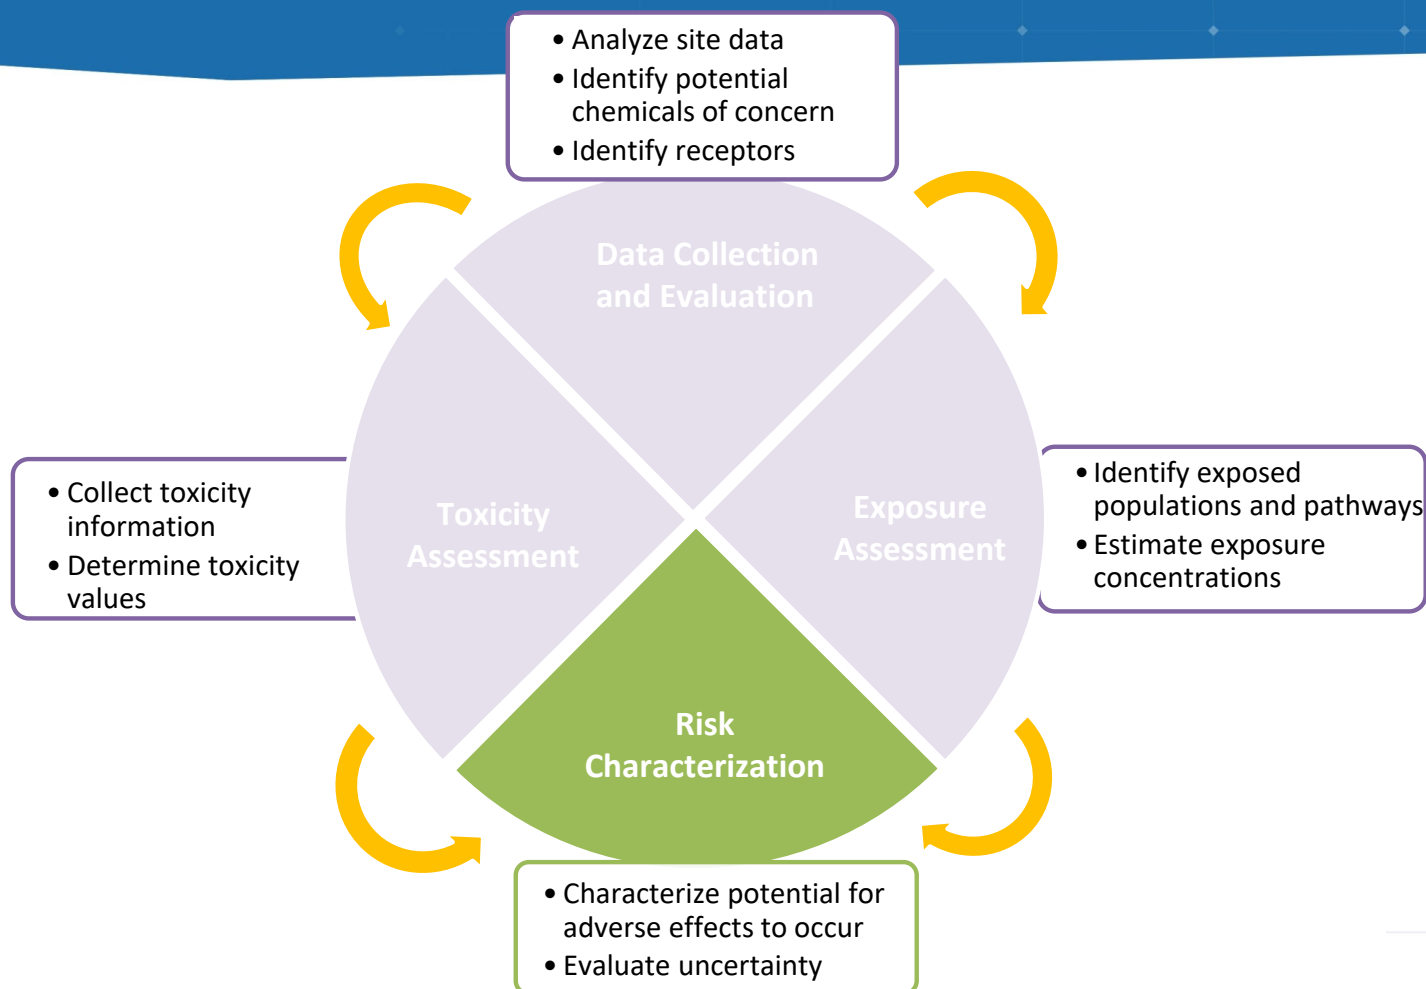 • Analyze site data
• Identify potential
chemicals of concern
• Identify receptors
Data Collection
and Evaluation
• Collect toxicity
information
• Determine toxicity
values
Toxicity
Assessment
Exposure
Assessment
• Identify exposed
populations and pathways
• Estimate exposure
concentrations
Risk
Characterization
• Characterize potential for
adverse effects to occur
• Evaluate uncertainty